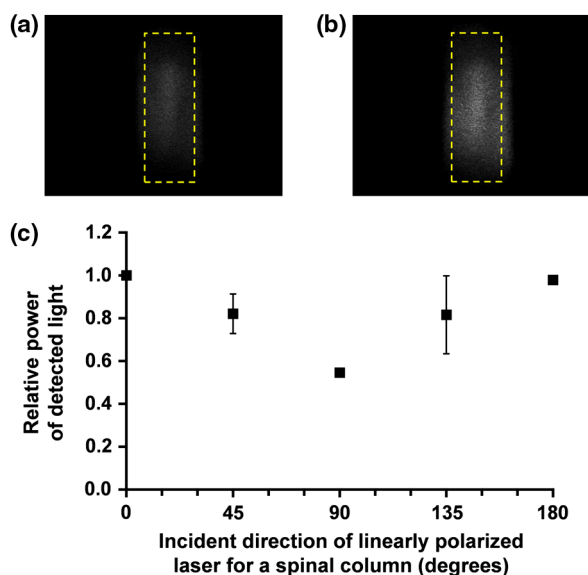 (a)
(b)
(c)
1.2
1.0
0.8
0.6
0.4
0.2
0.0
Relative power
of detected light
0 45 90 135 180
Incident direction of linearly polarized
laser for a spinal column (degrees)